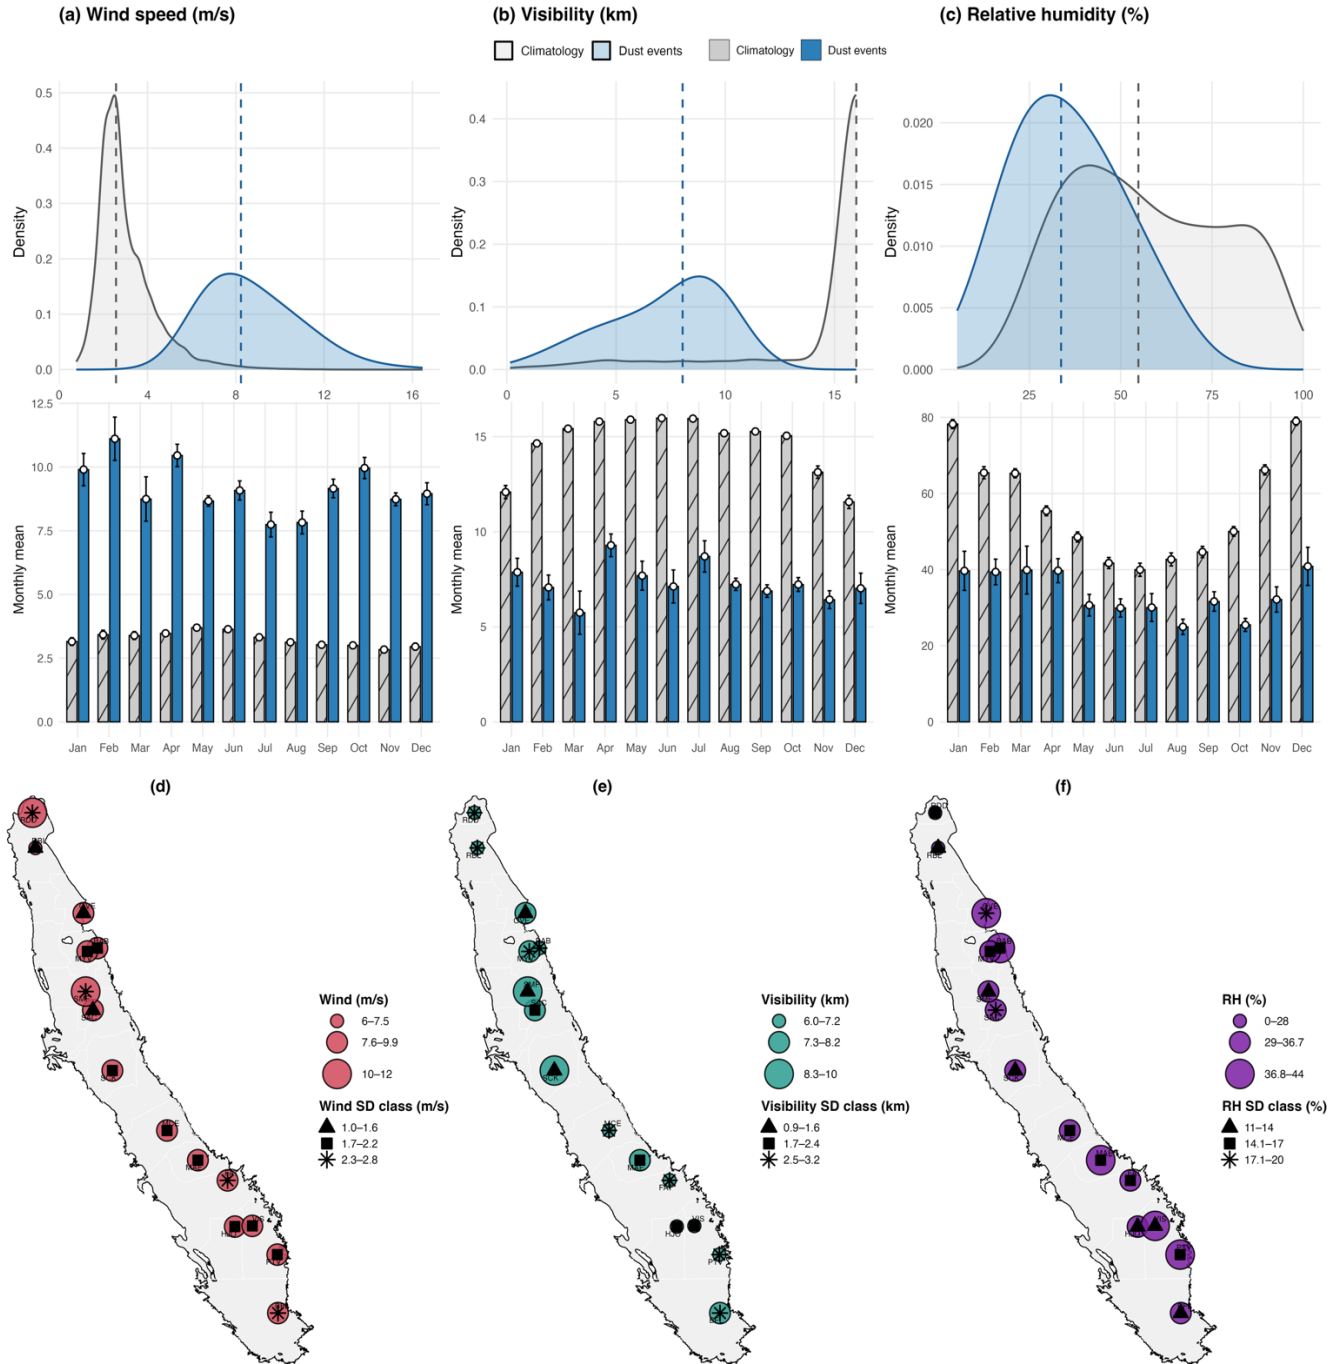 (a) Wind speed (m/s)
(b) Visibility (km)
(c) Relative humidity (%)
Climatology
Dust events
Climatology
Dust events
Density
0.5
0.4
0.3
0.2
0.1
0.0
0
4
8
12
16
Density
0.4
0.3
0.2
0.1
0.0
0
5
10
15
Density
0.020
0.015
0.010
0.005
0.000
25
50
75
100
Monthly mean
12.5
10.0
7.5
5.0
2.5
0.0
Jan Feb Mar Apr May Jun Jul Aug Sep Oct Nov Dec
Monthly mean
15
10
5
0
Jan Feb Mar Apr May Jun Jul Aug Sep Oct Nov Dec
Monthly mean
80
60
40
20
0
Jan Feb Mar Apr May Jun Jul Aug Sep Oct Nov Dec
(d)
RDD
Wind (m/s)
6–7.5
7.6–9.9
10–12
Wind SD class (m/s)
1.0–1.6
1.7–2.2
2.3–2.8
(e)
RDD
RBL
SCK
MCE
HJO
VIS
Visibility (km)
6.0–7.2
7.3–8.2
8.3–10
Visibility SD class (km)
0.9–1.6
1.7–2.4
2.5–3.2
(f)
RDD
RBL
RH (%)
0–28
29–36.7
36.8–44
RH SD class (%)
11–14
14.1–17
17.1–20